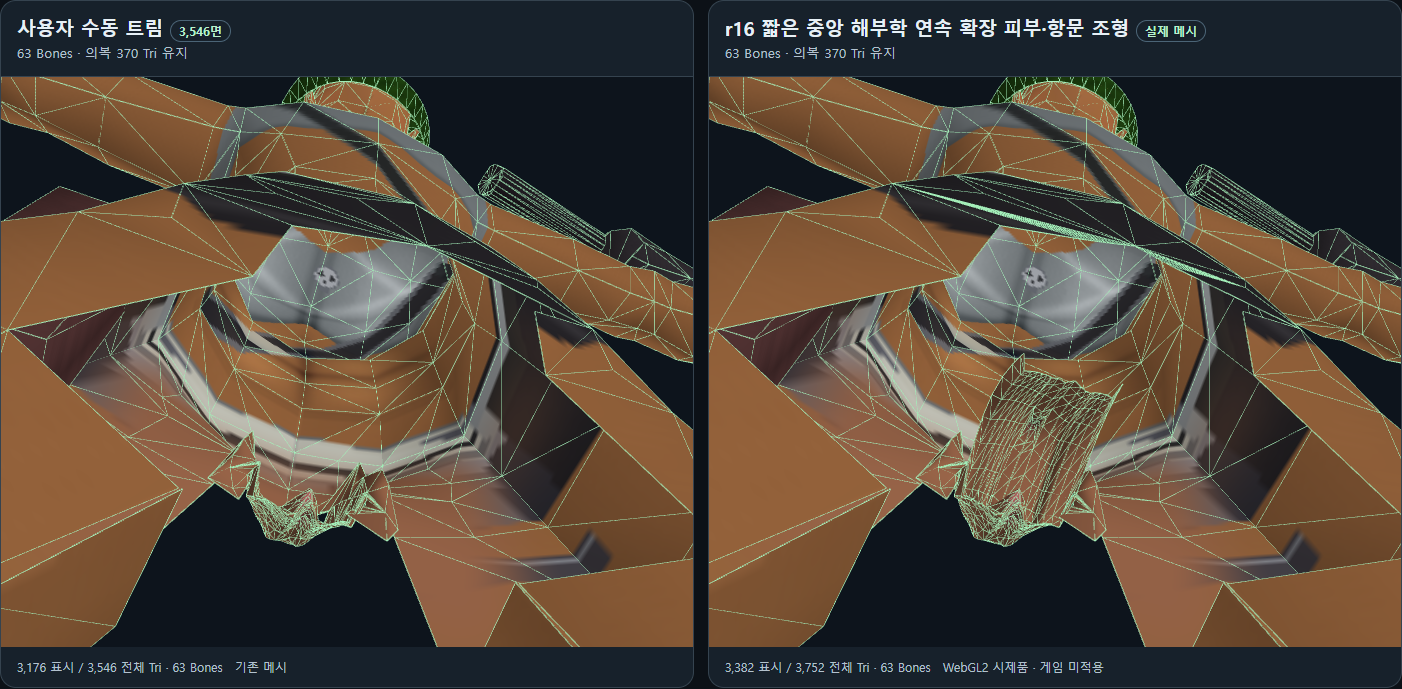 사용자 수동 트림 3,546면
63 Bones · 의복 370 Tri 유지
3,176 표시 / 3,546 전체 Tri · 63 Bones 기존 메시
r16 짧은 중앙 해부학 연속 확장 피부·항문 조형 실제 메시
63 Bones · 의복 370 Tri 유지
3,382 표시 / 3,752 전체 Tri · 63 Bones WebGL2 시제품 · 게임 미적용